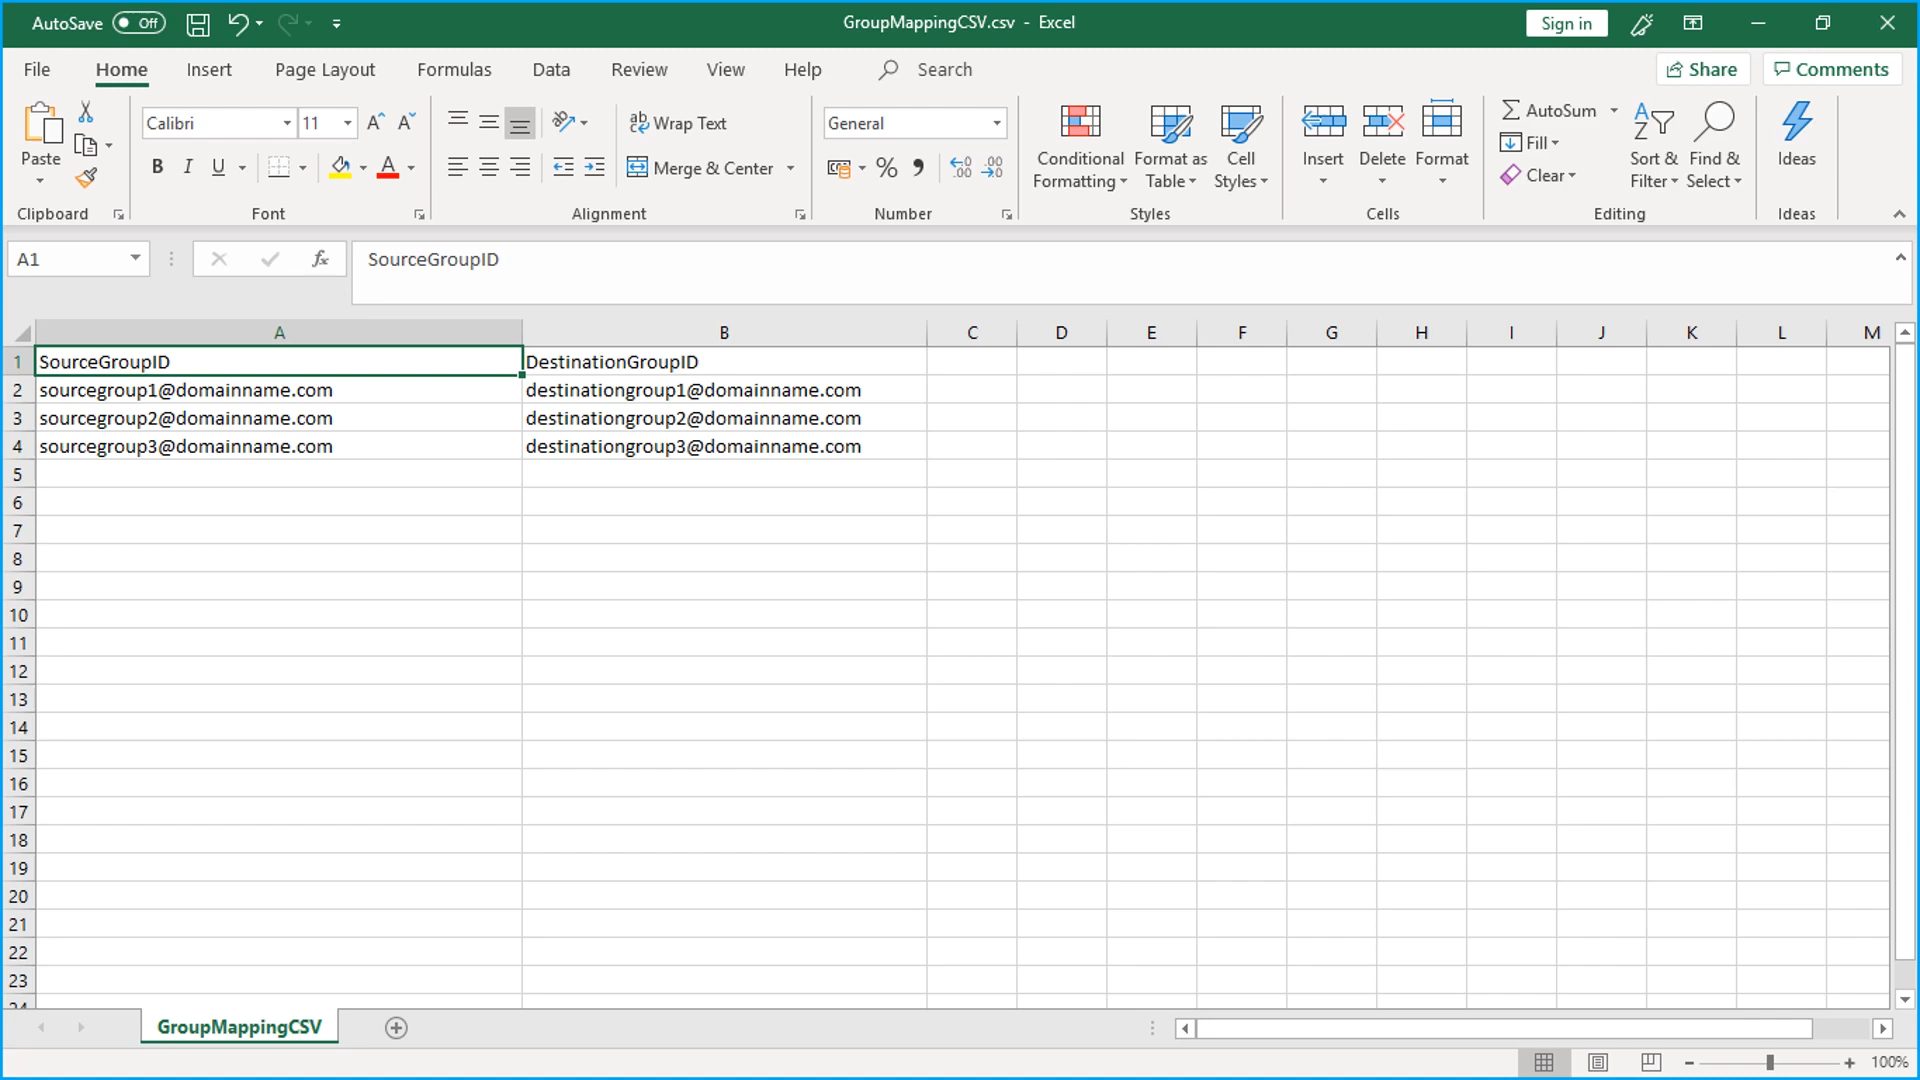 AutoSave Off GroupMappingCSV.csv - Excel Sign in
File Home Insert Page Layout Formulas Data Review View Help Search Share Comments
Paste
Clipboard
Calibri 11
B I U A
Font
Wrap Text
Merge & Center
Alignment
General
% 9
Number
Conditional Formatting
Format as Table
Cell Styles
Styles
Insert Delete Format
Cells
AutoSum
Fill
Clear
Sort & Filter
Find & Select
Editing
Ideas
Ideas
A1 fx SourceGroupID
A B C D E F G H I J K L M
1 SourceGroupID DestinationGroupID
2 sourcegroup1@domainname.com destinationgroup1@domainname.com
3 sourcegroup2@domainname.com destinationgroup2@domainname.com
4 sourcegroup3@domainname.com destinationgroup3@domainname.com
5
6
7
8
9
10
11
12
13
14
15
16
17
18
19
20
21
22
23
24
GroupMappingCSV
100%